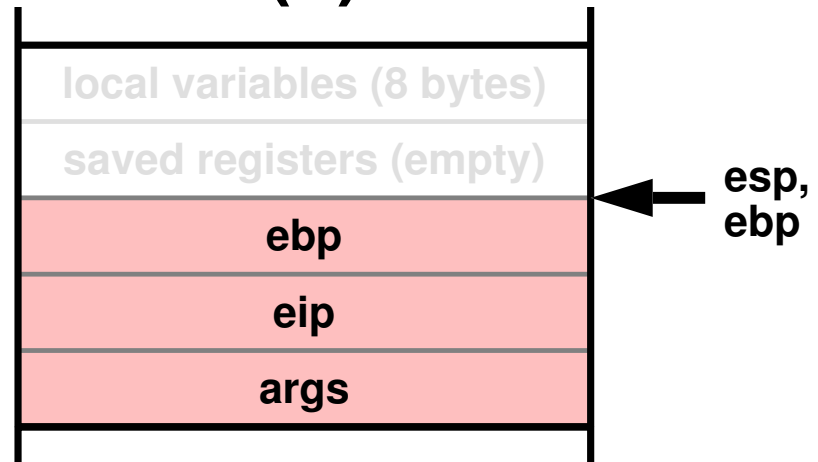 local variables (8 bytes)
saved registers (empty)
esp,
ebp
ebp
eip
args